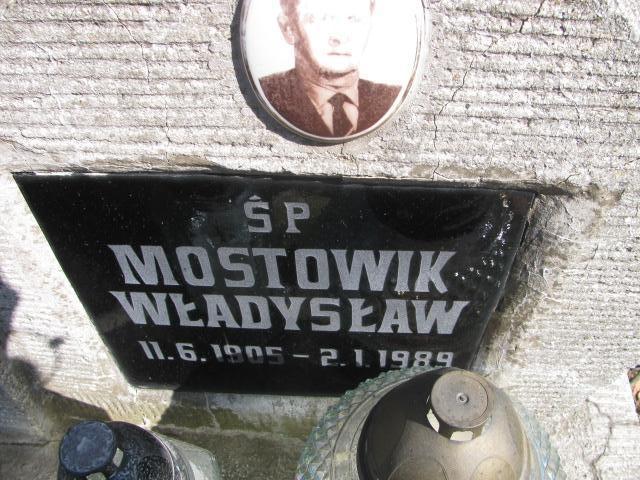 ŚP
MOSTOWIK
WŁADYSŁAW
11.6.1905 – 2.1.1989